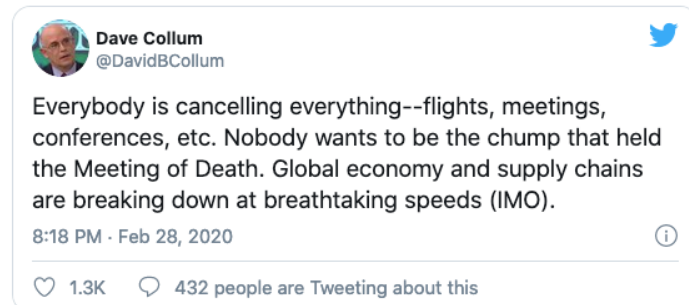 Dave Collum
@DavidBCollum
Everybody is cancelling everything--flights, meetings,
conferences, etc. Nobody wants to be the chump that held
the Meeting of Death. Global economy and supply chains
are breaking down at breathtaking speeds (IMO).
8:18 PM · Feb 28, 2020
1.3K 432 people are Tweeting about this